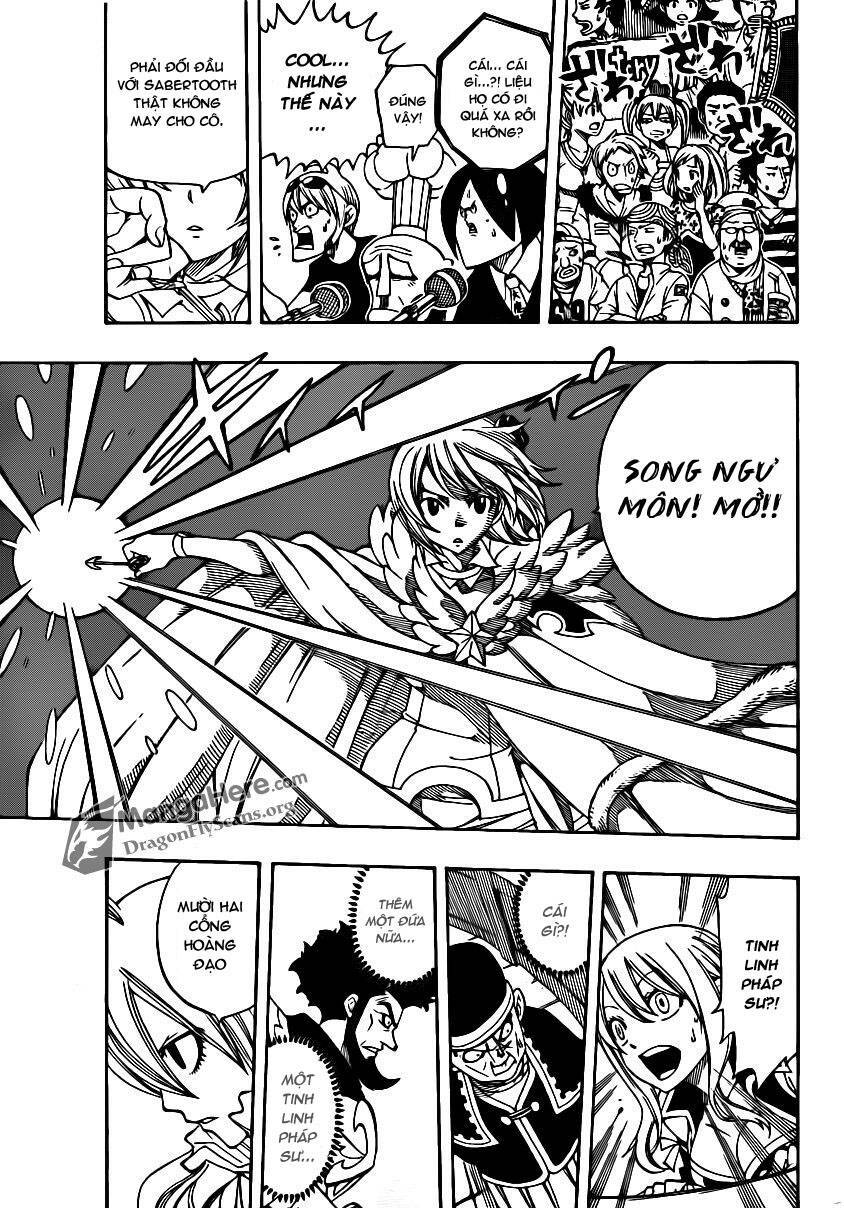 CÁI... CÁI
GÌ...?! LIỆU
HỌ CÓ ĐI
QUÁ XA RỒI
KHÔNG?
ĐÚNG
VẬY!
COOL...
NHƯNG
THẾ NÀY
...
PHẢI ĐỐI ĐẦU
VỚI SABERTOOTH
THẬT KHÔNG
MAY CHO CÔ.
SONG NGƯ
MÔN! MỞ!!
MangaHere.com
DragonFlyScans.org
TINH
LINH
PHÁP
SƯ?!
CÁI
GÌ?!
THÊM
MỘT ĐỨA
NỮA...
MỘT
TINH
LINH
PHÁP
SƯ...
MƯỜI HAI
CỔNG
HOÀNG
ĐẠO